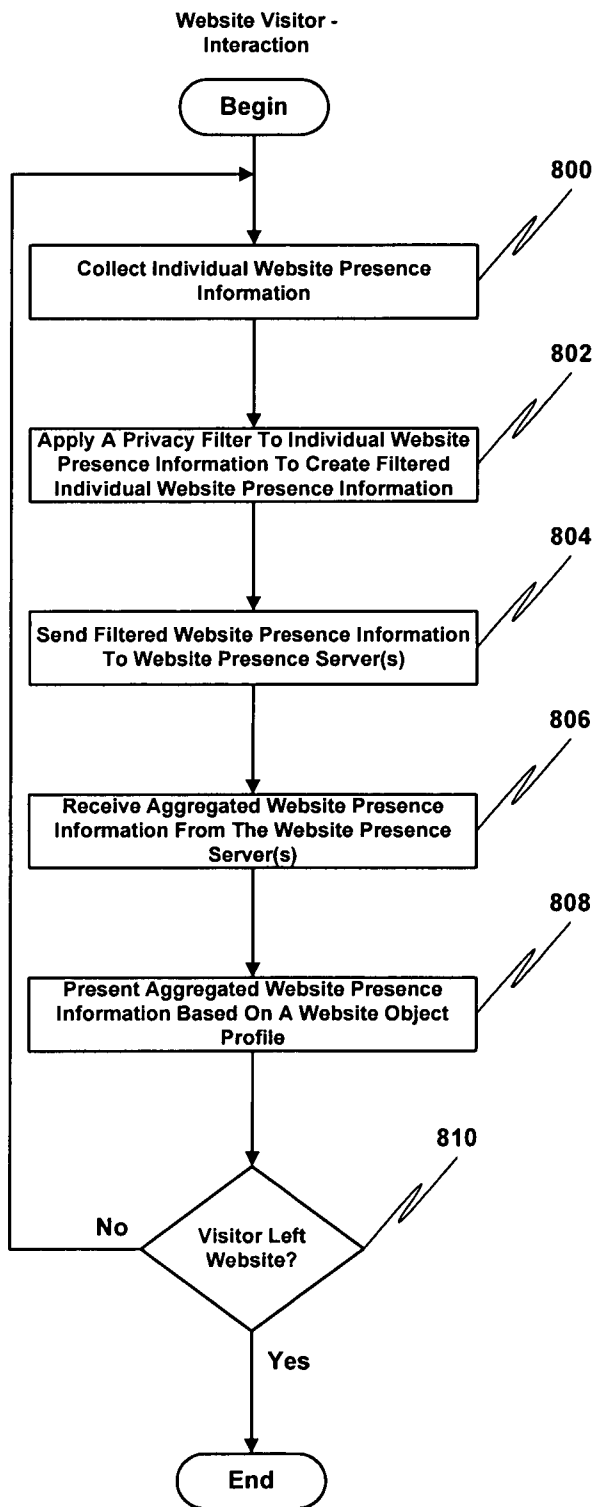 Website Visitor -
Interaction
Begin
800
Collect Individual Website Presence
Information
802
Apply A Privacy Filter To Individual Website
Presence Information To Create Filtered
Individual Website Presence Information
804
Send Filtered Website Presence Information
To Website Presence Server(s)
806
Receive Aggregated Website Presence
Information From The Website Presence
Server(s)
808
Present Aggregated Website Presence
Information Based On A Website Object
Profile
810
No
Visitor Left
Website?
Yes
End